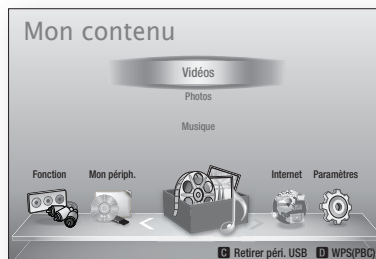 Mon contenu
Vidéos
Photos
Musique
Fonction Mon périph. Internet Paramètres
C Retirer péri. USB D WPS(PBC)